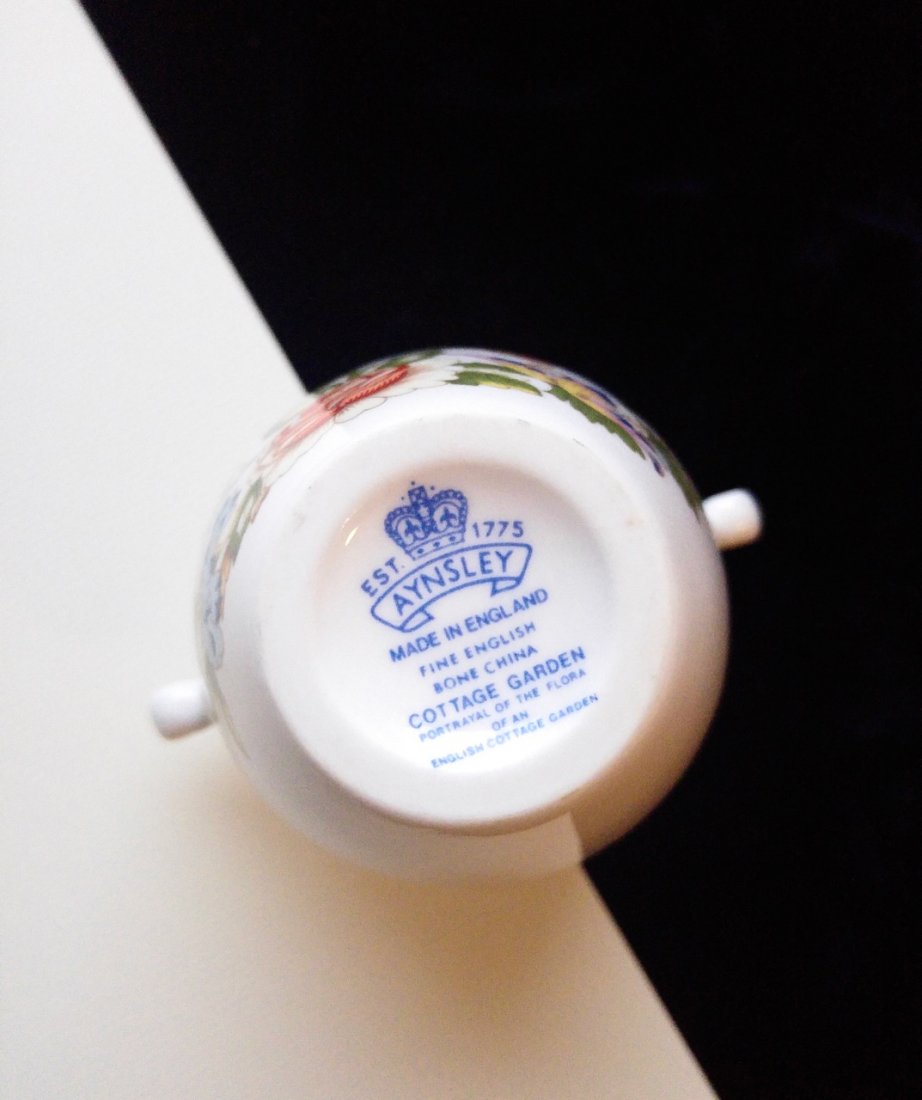 EST. 1775
AYNSLEY
MADE IN ENGLAND
FINE ENGLISH
BONE CHINA
COTTAGE GARDEN
PORTRAYAL OF THE FLORA
OF AN
ENGLISH COTTAGE GARDEN